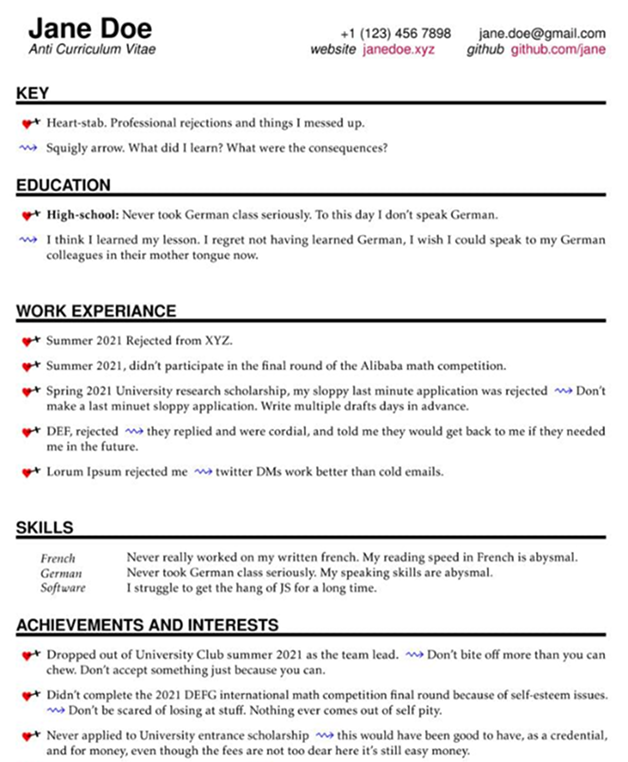 Jane Doe
+1 (123) 456 7898 jane.doe@gmail.com
Anti Curriculum Vitae
website janedoe.xyz github github.com/jane
KEY
Heart-stab. Professional rejections and things I messed up.
Squigly arrow. What did I learn? What were the consequences?
EDUCATION
High-school: Never took German class seriously. To this day I don't speak German.
I think I learned my lesson. I regret not having learned German, I wish I could speak to my German
colleagues in their mother tongue now.
WORK EXPERIANCE
Summer 2021 Rejected from XYZ.
Summer 2021, didn't participate in the final round of the Alibaba math competition.
Spring 2021 University research scholarship, my sloppy last minute application was rejected Don't
make a last minuet sloppy application. Write multiple drafts days in advance.
DEF, rejected they replied and were cordial, and told me they would get back to me if they needed
me in the future.
Lorum Ipsum rejected me twitter DMs work better than cold emails.
SKILLS
French Never really worked on my written french. My reading speed in French is abysmal.
German Never took German class seriously. My speaking skills are abysmal.
Software I struggle to get the hang of JS for a long time.
ACHIEVEMENTS AND INTERESTS
Dropped out of University Club summer 2021 as the team lead. Don't bite off more than you can
chew. Don't accept something just because you can.
Didn't complete the 2021 DEFG international math competition final round because of self-esteem issues.
Don't be scared of losing at stuff. Nothing ever comes out of self pity.
Never applied to University entrance scholarship this would have been good to have, as a credential,
and for money, even though the fees are not too dear here it's still easy money.